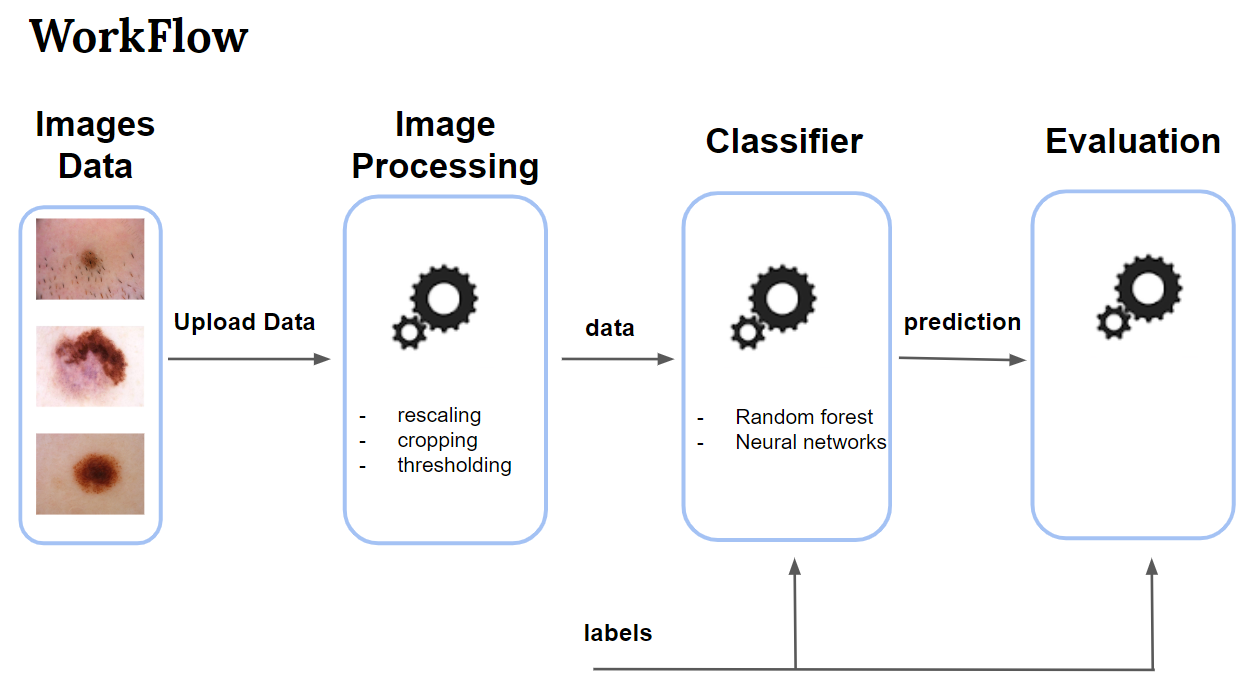 WorkFlow
Images
Data
Image
Processing
Classifier
Evaluation
Upload Data
data
prediction
- rescaling
- cropping
- thresholding
- Random forest
- Neural networks
labels